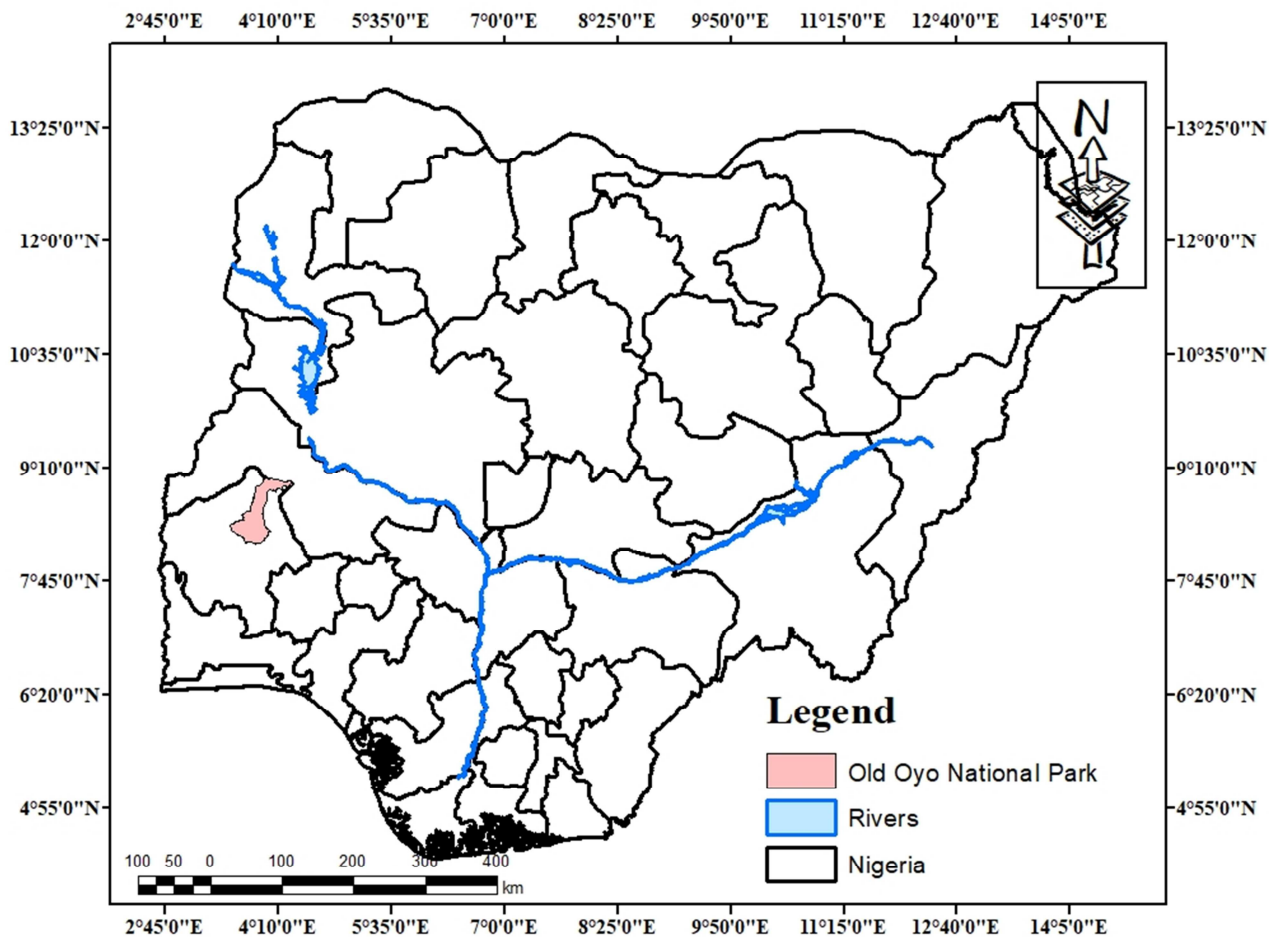 2°45'0"E 4°10'0"E 5°35'0"E 7°0'0"E 8°25'0"E 9°50'0"E 11°15'0"E 12°40'0"E 14°5'0"E
13°25'0"N 13°25'0"N
N
12°0'0"N 12°0'0"N
10°35'0"N 10°35'0"N
9°10'0"N 9°10'0"N
7°45'0"N 7°45'0"N
6°20'0"N 6°20'0"N
Legend
Old Oyo National Park
4°55'0"N 4°55'0"N
Rivers
Nigeria
100 50 0 100 200 300 400
km
2°45'0"E 4°10'0"E 5°35'0"E 7°0'0"E 8°25'0"E 9°50'0"E 11°15'0"E 12°40'0"E 14°5'0"E